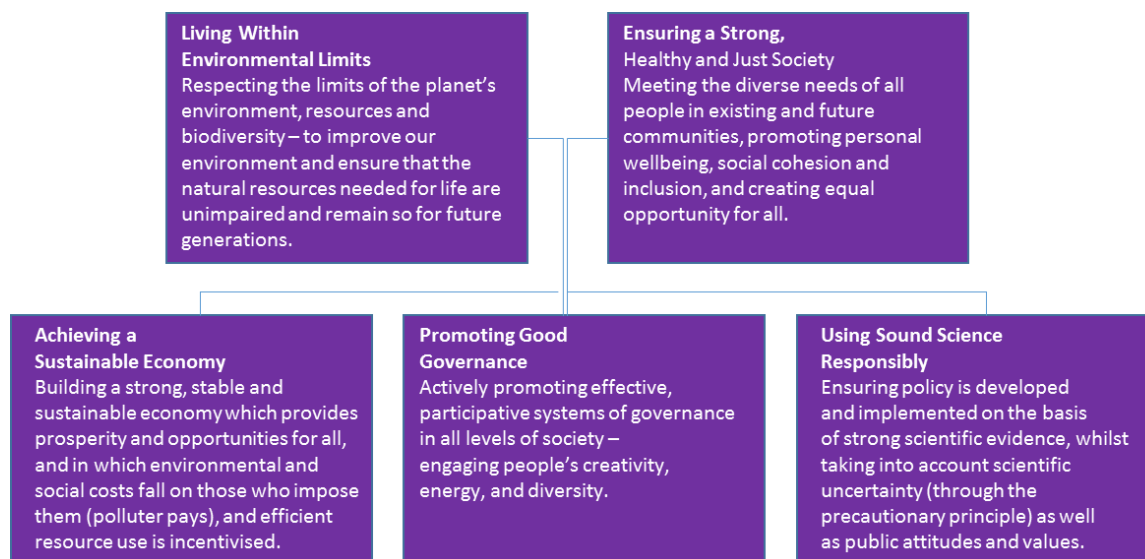 Living Within
Environmental Limits
Respecting the limits of the planet's
environment, resources and
biodiversity – to improve our
environment and ensure that the
natural resources needed for life are
unimpaired and remain so for future
generations.
Ensuring a Strong,
Healthy and Just Society
Meeting the diverse needs of all
people in existing and future
communities, promoting personal
wellbeing, social cohesion and
inclusion, and creating equal
opportunity for all.
Achieving a
Sustainable Economy
Building a strong, stable and
sustainable economy which provides
prosperity and opportunities for all,
and in which environmental and
social costs fall on those who impose
them (polluter pays), and efficient
resource use is incentivised.
Promoting Good
Governance
Actively promoting effective,
participative systems of governance
in all levels of society –
engaging people's creativity,
energy, and diversity.
Using Sound Science
Responsibly
Ensuring policy is developed
and implemented on the basis
of strong scientific evidence, whilst
taking into account scientific
uncertainty (through the
precautionary principle) as well
as public attitudes and values.